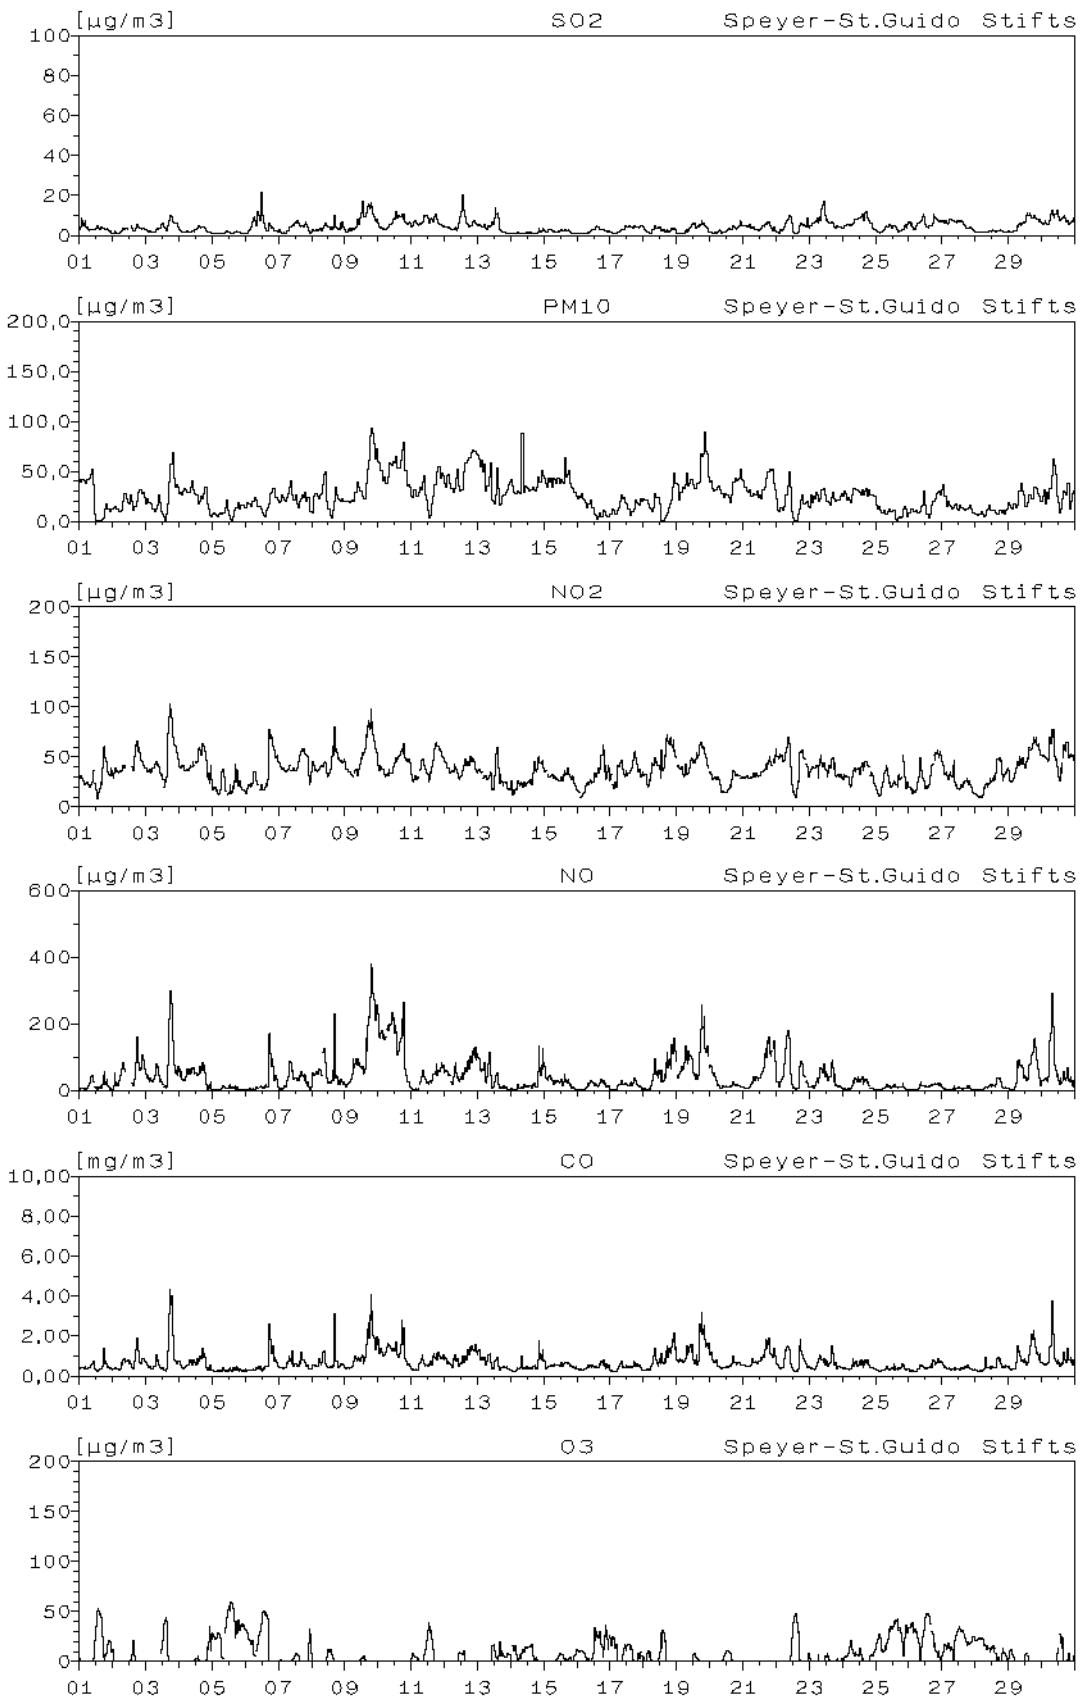 [µg/m3] SO2 Speyer-St.Guido Stifts
100
80
60
40
20
0
01 03 05 07 09 11 13 15 17 19 21 23 25 27 29
[µg/m3] PM10 Speyer-St.Guido Stifts
200,0
150,0
100,0
50,0
0,0
01 03 05 07 09 11 13 15 17 19 21 23 25 27 29
[µg/m3] NO2 Speyer-St.Guido Stifts
200
150
100
50
0
01 03 05 07 09 11 13 15 17 19 21 23 25 27 29
[µg/m3] NO Speyer-St.Guido Stifts
600
400
200
0
01 03 05 07 09 11 13 15 17 19 21 23 25 27 29
[mg/m3] CO Speyer-St.Guido Stifts
10,00
8,00
6,00
4,00
2,00
0,00
01 03 05 07 09 11 13 15 17 19 21 23 25 27 29
[µg/m3] O3 Speyer-St.Guido Stifts
200
150
100
50
0
01 03 05 07 09 11 13 15 17 19 21 23 25 27 29